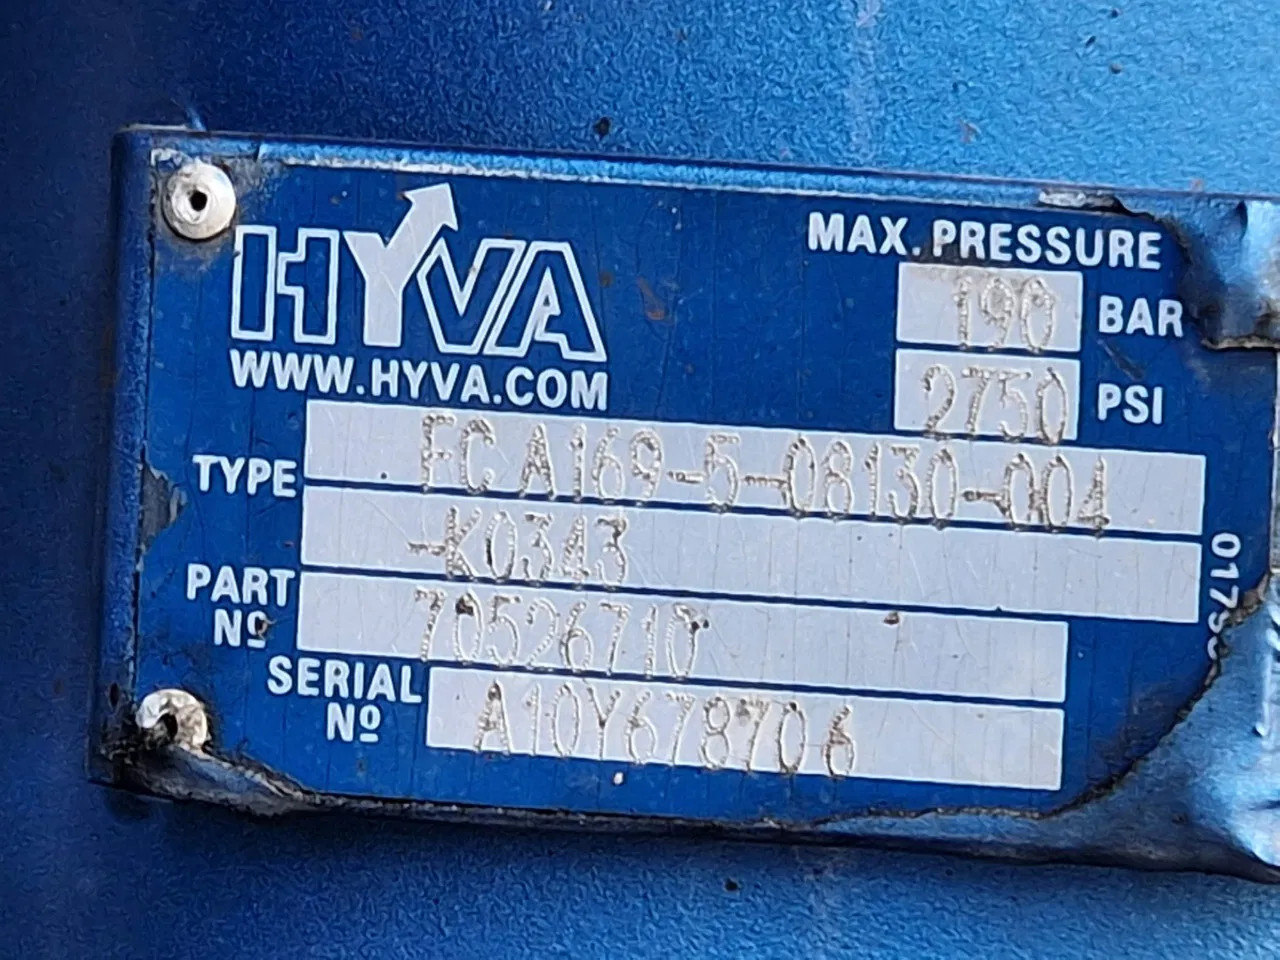 HYVA
WWW.HYVA.COM
MAX. PRESSURE
190 BAR
2750 PSI
TYPE FC A169-5-08130-004
-K0343
PART Nº 70526710
SERIAL Nº A10Y678706